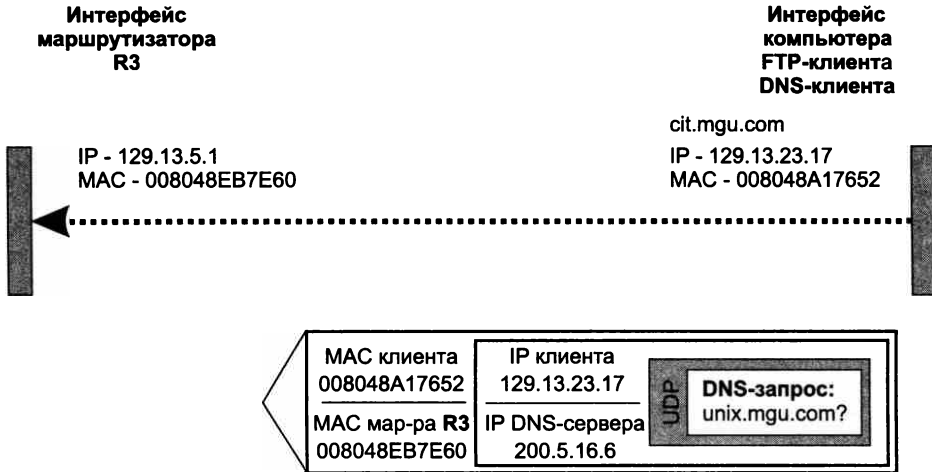 Интерфейс
маршрутизатора
R3
Интерфейс
компьютера
FTP-клиента
DNS-клиента
cit.mgu.com
IP - 129.13.5.1
MAC - 008048EB7E60
IP - 129.13.23.17
MAC - 008048A17652
MAC клиента
008048A17652
MAC мар-ра R3
008048EB7E60
IP клиента
129.13.23.17
IP DNS-сервера
200.5.16.6
UDP
DNS-запрос:
unix.mgu.com?